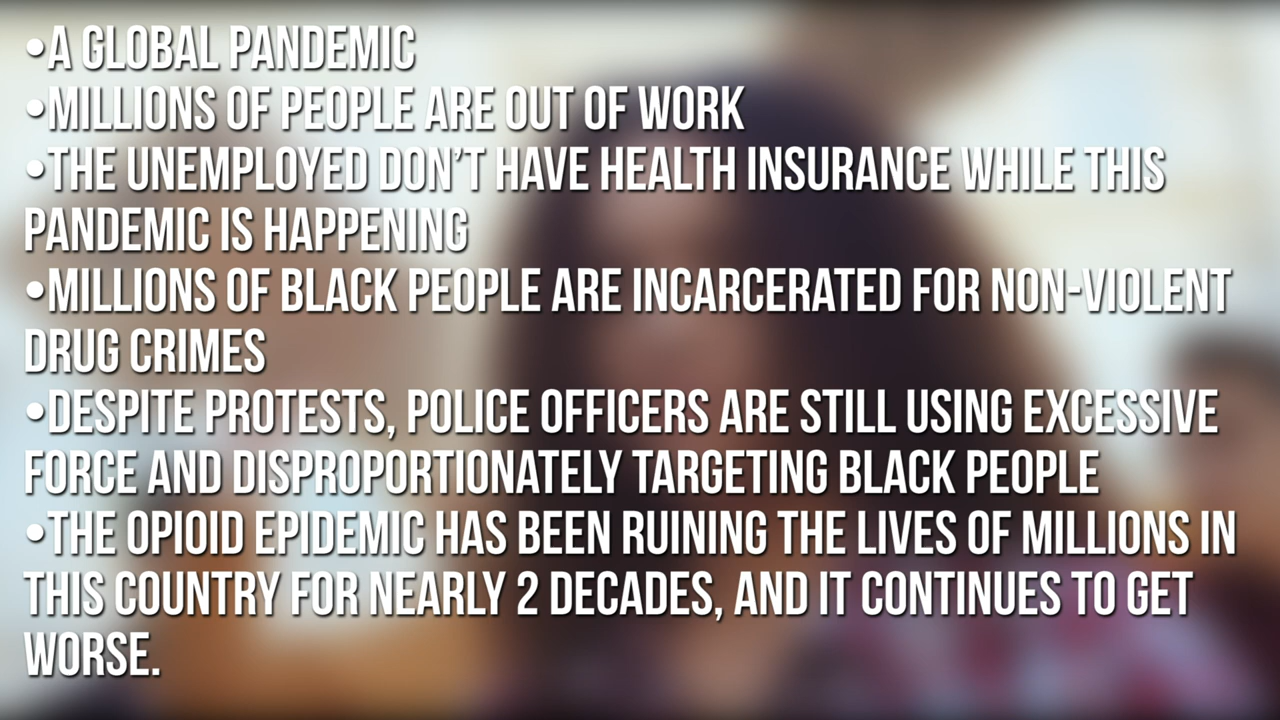 •A GLOBAL PANDEMIC
•MILLIONS OF PEOPLE ARE OUT OF WORK
•THE UNEMPLOYED DON’T HAVE HEALTH INSURANCE WHILE THIS
PANDEMIC IS HAPPENING
•MILLIONS OF BLACK PEOPLE ARE INCARCERATED FOR NON-VIOLENT
DRUG CRIMES
•DESPITE PROTESTS, POLICE OFFICERS ARE STILL USING EXCESSIVE
FORCE AND DISPROPORTIONATELY TARGETING BLACK PEOPLE
•THE OPIOID EPIDEMIC HAS BEEN RUINING THE LIVES OF MILLIONS IN
THIS COUNTRY FOR NEARLY 2 DECADES, AND IT CONTINUES TO GET
WORSE.